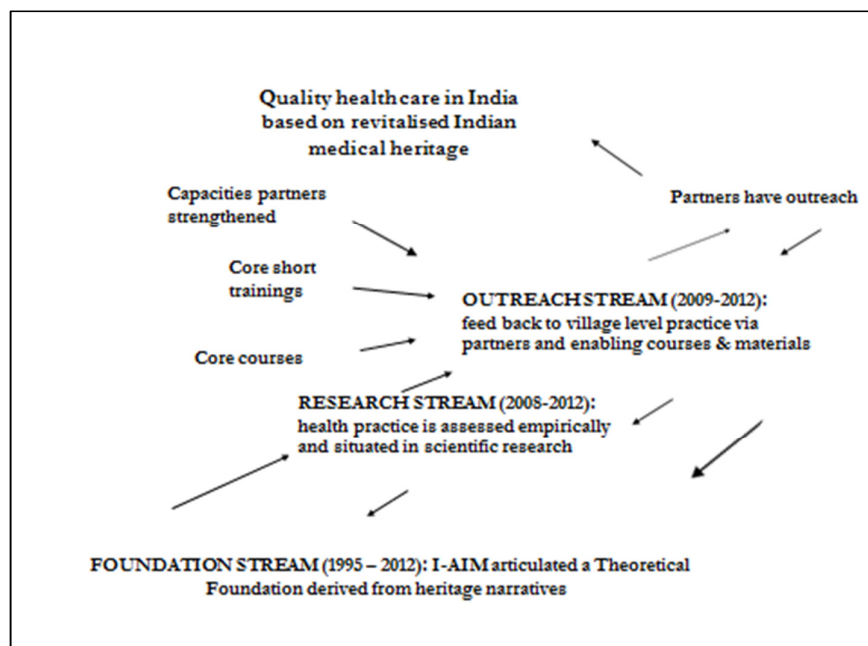 Quality healthcare in India
based on revitalised Indian
medical heritage
Capacities partners
strengthened
Partners have outreach
Core short
trainings
OUTREACH STREAM (2009-2012):
feed back to village level practice via
partners and enabling courses & materials
Core courses
RESEARCH STREAM (2008-2012):
health practice is assessed empirically
and situated in scientific research
FOUNDATION STREAM (1995 – 2012): I-AIM articulated a Theoretical
Foundation derived from heritage narratives